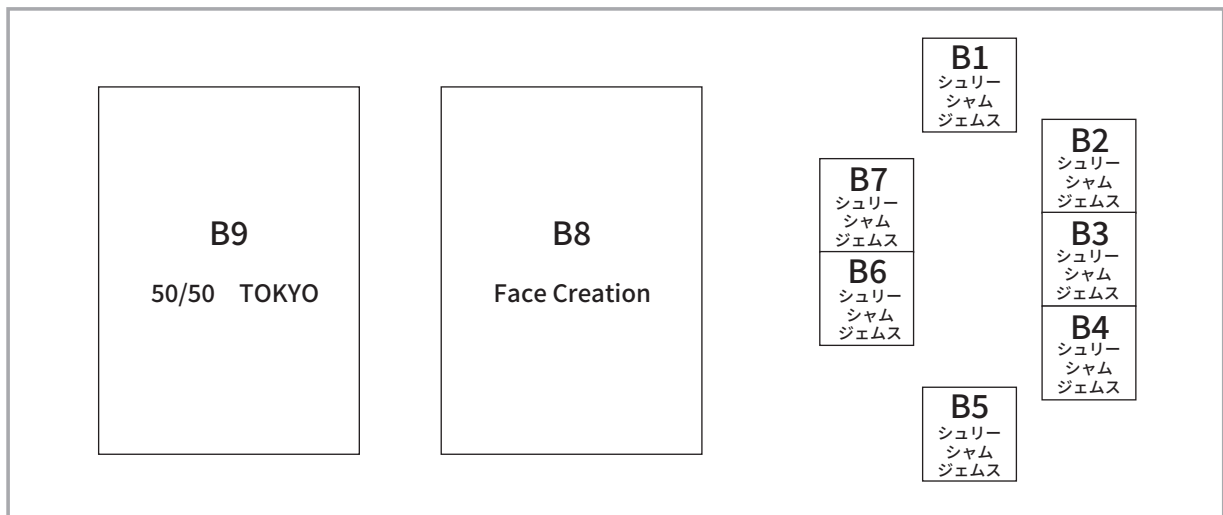 B9
50/50　TOKYO
B8
Face Creation
B1
シュリー
シャム
ジェムス
B2
シュリー
シャム
ジェムス
B7
シュリー
シャム
ジェムス
B3
シュリー
シャム
ジェムス
B6
シュリー
シャム
ジェムス
B4
シュリー
シャム
ジェムス
B5
シュリー
シャム
ジェムス